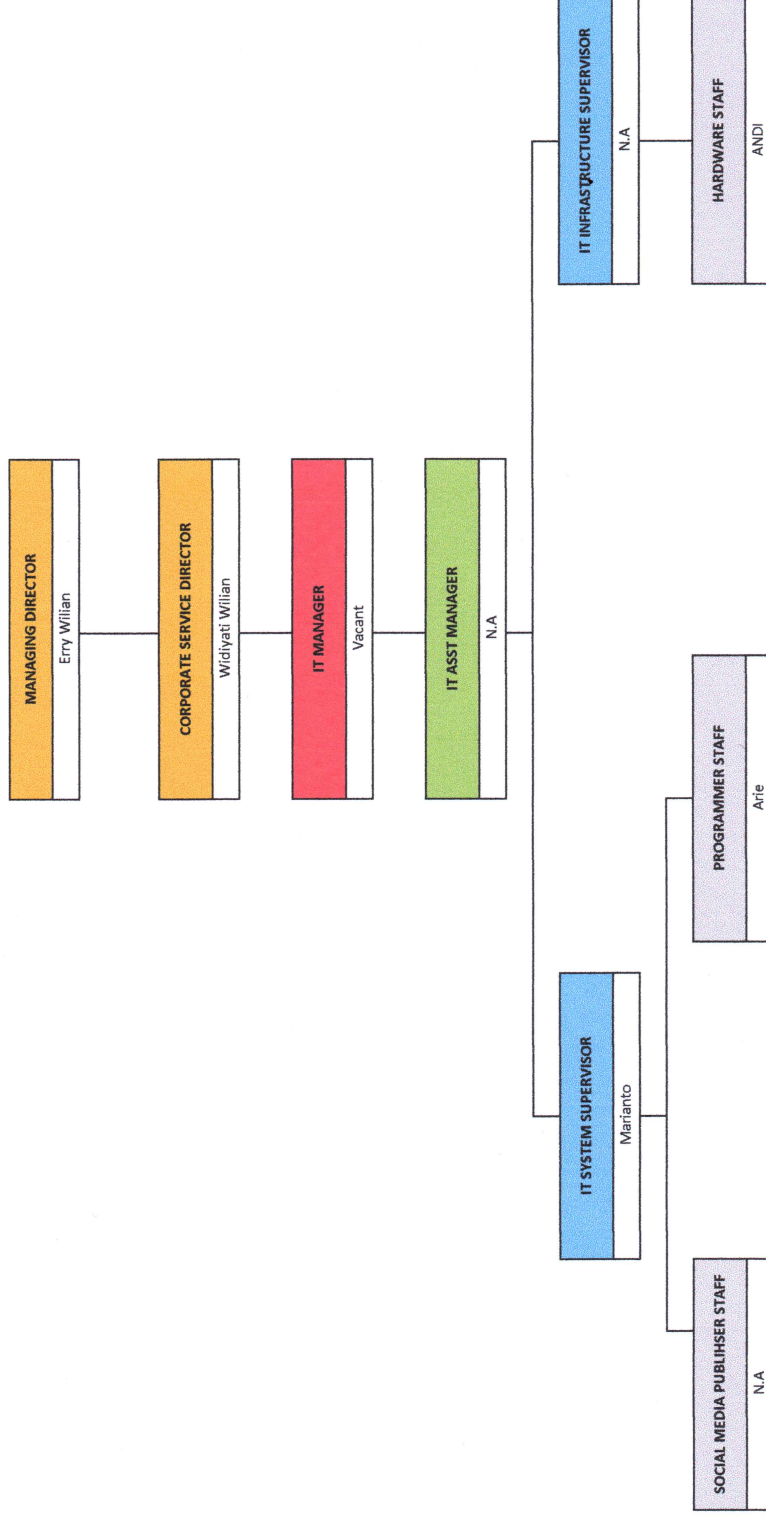 MANAGING DIRECTOR
Erry Wilian
CORPORATE SERVICE DIRECTOR
Widiyati Wilian
IT MANAGER
Vacant
IT ASST MANAGER
N.A
IT SYSTEM SUPERVISOR
Marianto
IT INFRASTRUCTURE SUPERVISOR
N.A
SOCIAL MEDIA PUBLIHSER STAFF
N.A
PROGRAMMER STAFF
Arie
HARDWARE STAFF
ANDI